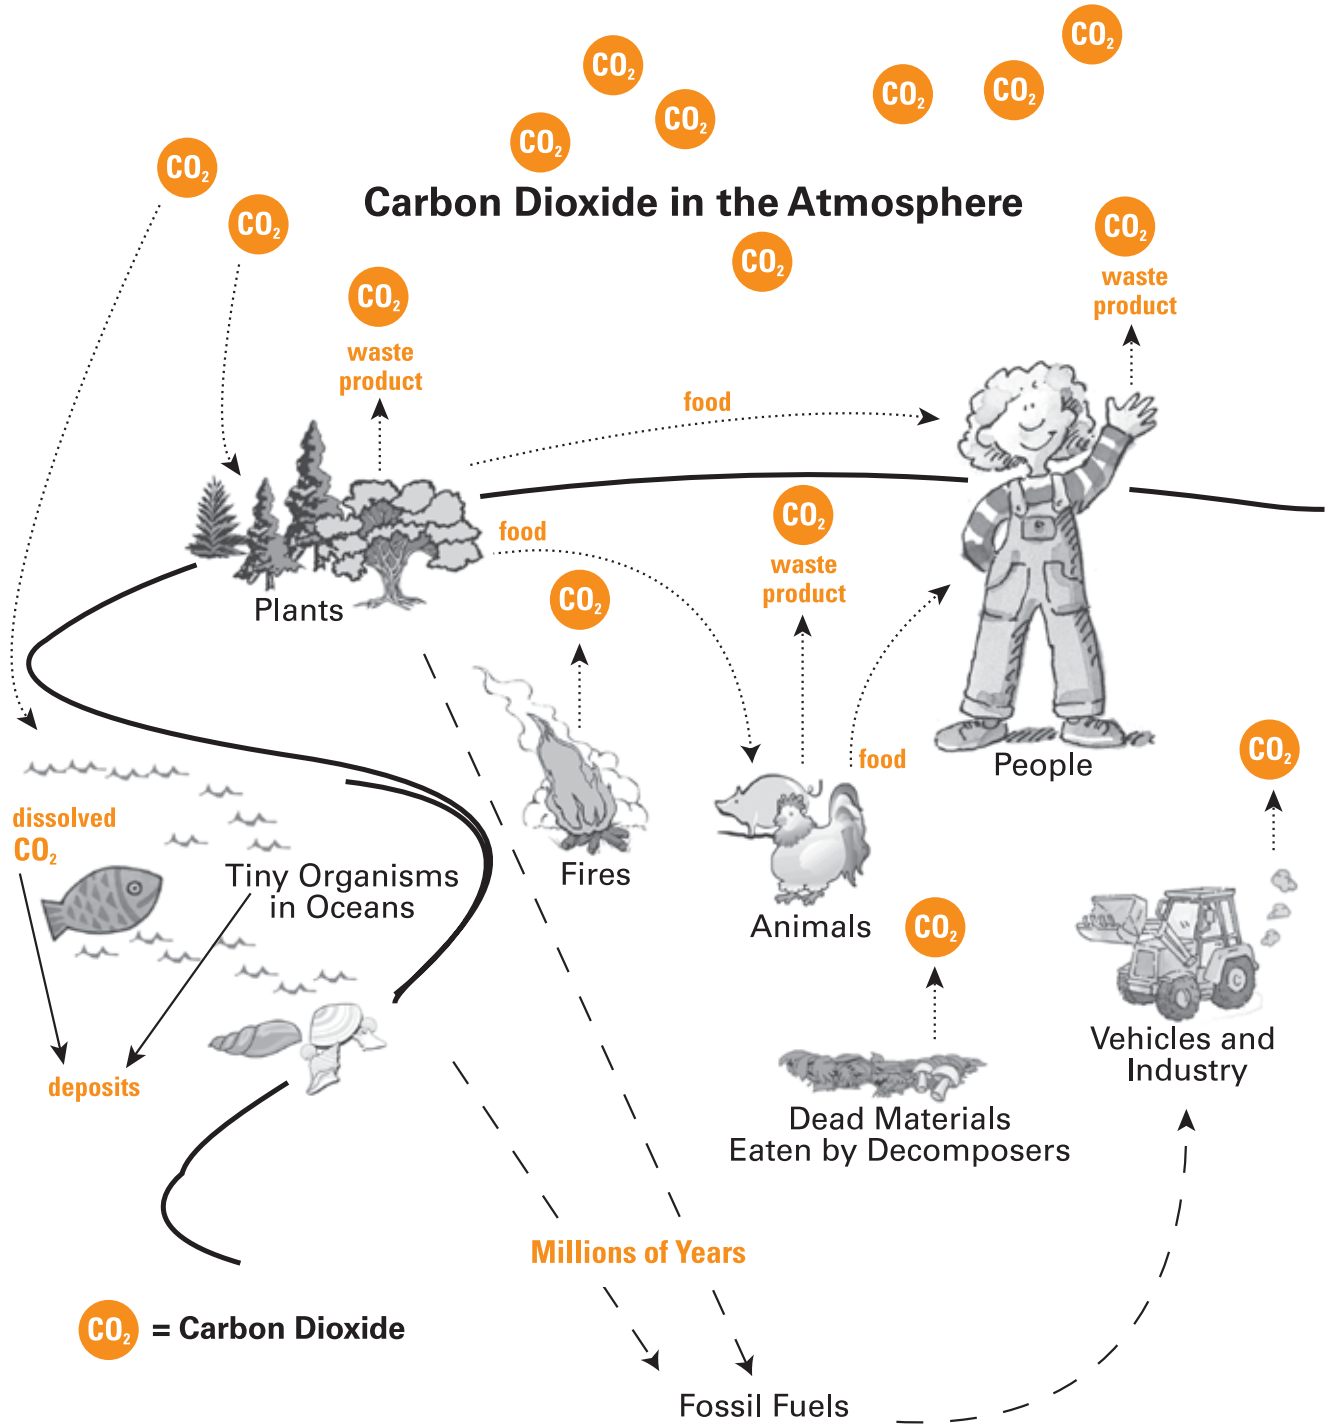 CO₂
CO₂
CO₂
CO₂
CO₂
CO₂
CO₂
CO₂
Carbon Dioxide in the Atmosphere
CO₂
CO₂
waste
product
CO₂
CO₂
waste
product
food
food
CO₂
waste
product
CO₂
Plants
CO₂
food
People
dissolved
CO₂
Tiny Organisms
in Oceans
Fires
Animals
CO₂
Vehicles and
Industry
deposits
Dead Materials
Eaten by Decomposers
Millions of Years
CO₂ = Carbon Dioxide
Fossil Fuels